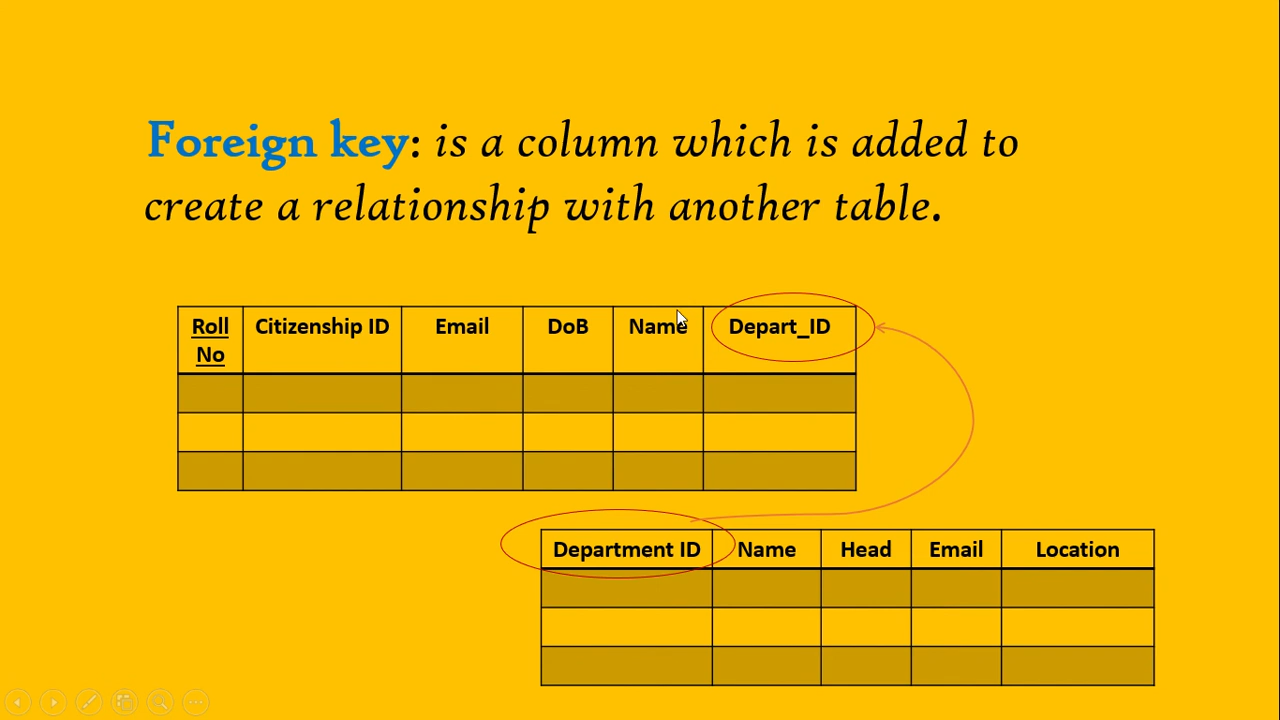 Foreign key: is a column which is added to
create a relationship with another table.
Roll No Citizenship ID Email DoB Name Depart_ID
Department ID Name Head Email Location